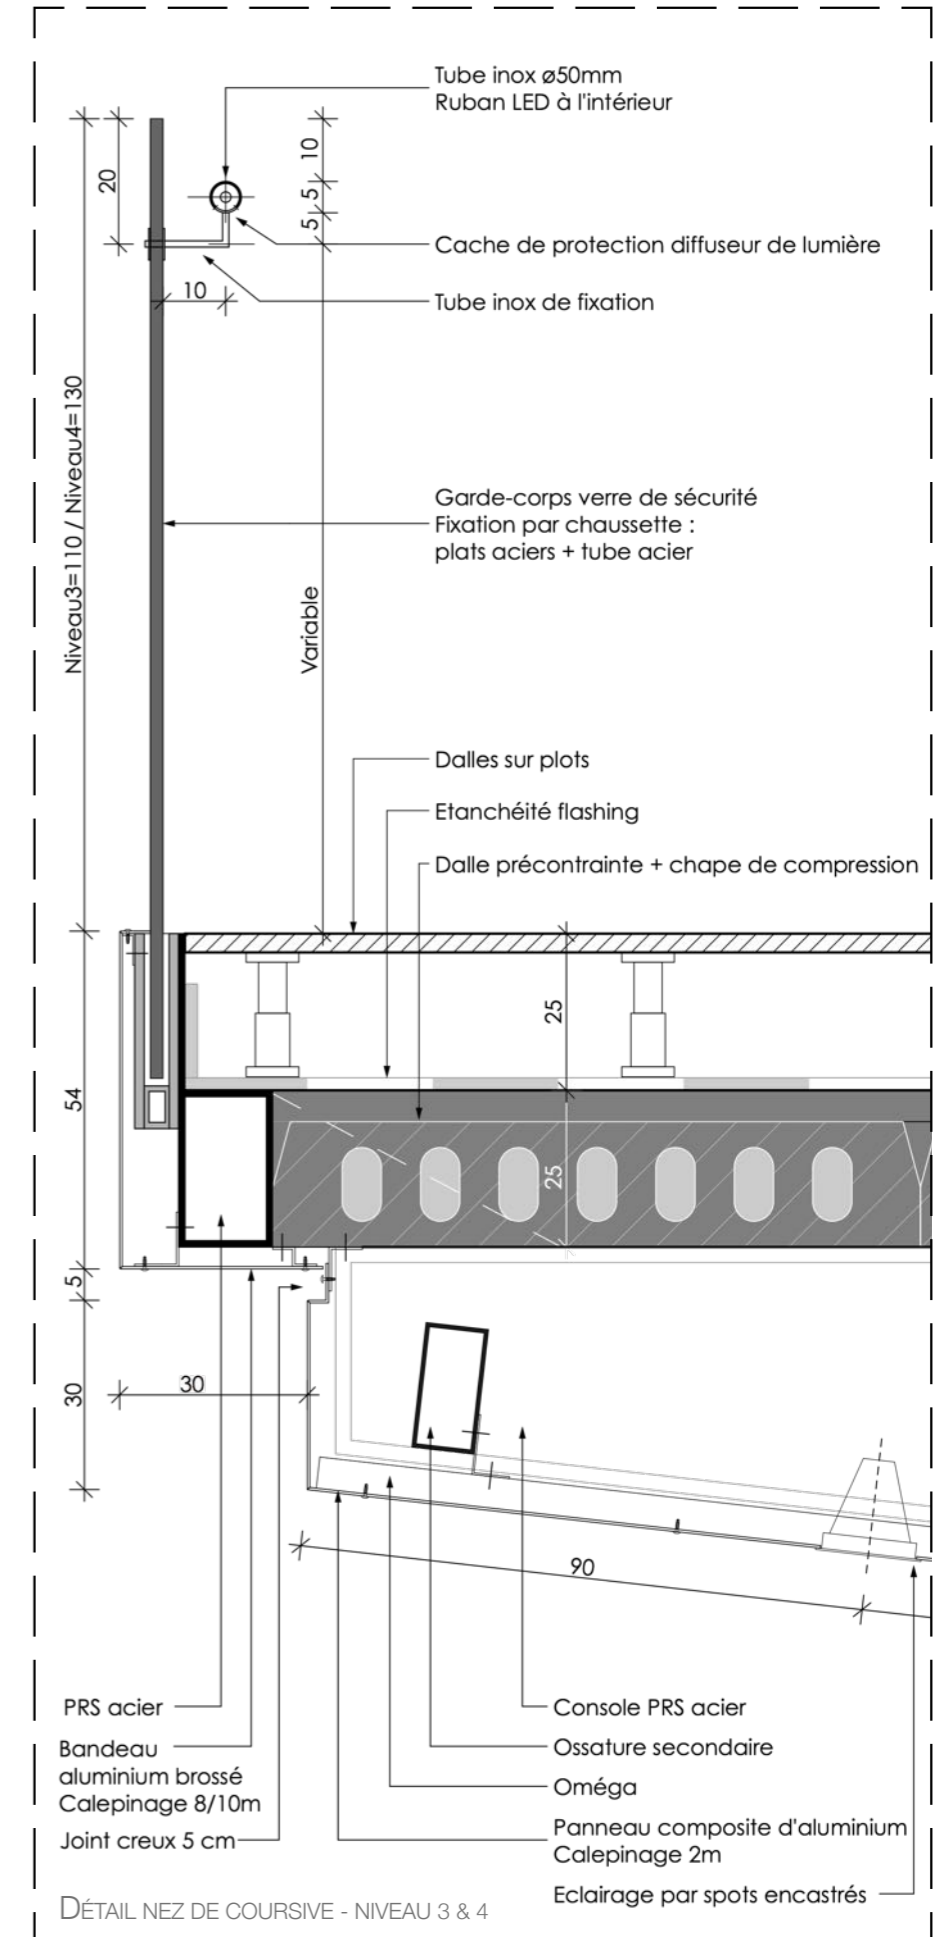 Tube inox ø50mm
Ruban LED à l'intérieur
20
10
5
5
Cache de protection diffuseur de lumière
10
Tube inox de fixation
Niveau3=110 / Niveau4=130
Garde-corps verre de sécurité
Fixation par chaussette :
plats aciers + tube acier
Variable
Dalles sur plots
Etanchéité flashing
Dalle précontrainte + chape de compression
25
54
25
5
30
30
90
PRS acier
Bandeau
aluminium brossé
Calepinage 8/10m
Joint creux 5 cm
Console PRS acier
Ossature secondaire
Oméga
Panneau composite d'aluminium
Calepinage 2m
Eclairage par spots encastrés
DÉTAIL NEZ DE COURSIVE - NIVEAU 3 & 4